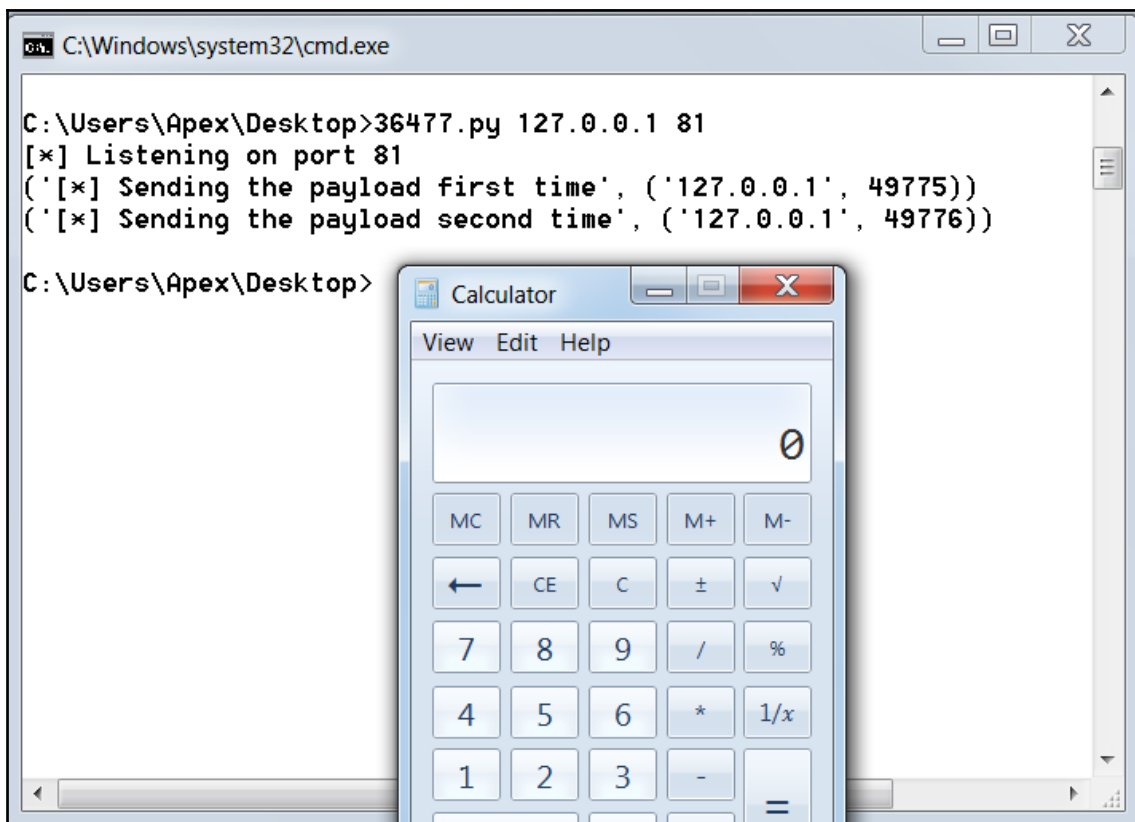 C:\Windows\system32\cmd.exe
C:\Users\Apex\Desktop>36477.py 127.0.0.1 81
[*] Listening on port 81
('[*] Sending the payload first time', ('127.0.0.1', 49775))
('[*] Sending the payload second time', ('127.0.0.1', 49776))
C:\Users\Apex\Desktop>
Calculator
View Edit Help
0
MC MR MS M+ M-
← CE C ± √
7 8 9 / %
4 5 6 * 1/x
1 2 3 - =